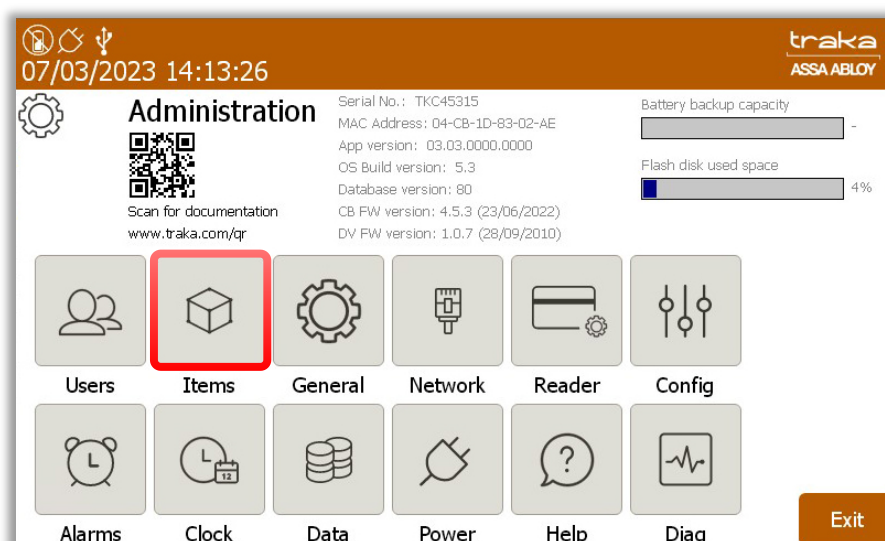 traka
07/03/2023 14:13:26
ASSA ABLOY
Administration
Scan for documentation
www.traka.com/qr
Serial No.: TKC45315
MAC Address: 04-CB-1D-83-02-AE
App version: 03.03.0000.0000
OS Build version: 5.3
Database version: 80
CB FW version: 4.5.3 (23/06/2022)
DV FW version: 1.0.7 (28/09/2010)
Battery backup capacity
-
Flash disk used space
4%
Users
Items
General
Network
Reader
Config
L
L
12
?
Alarms
Clock
Data
Power
Help
Diag
Exit